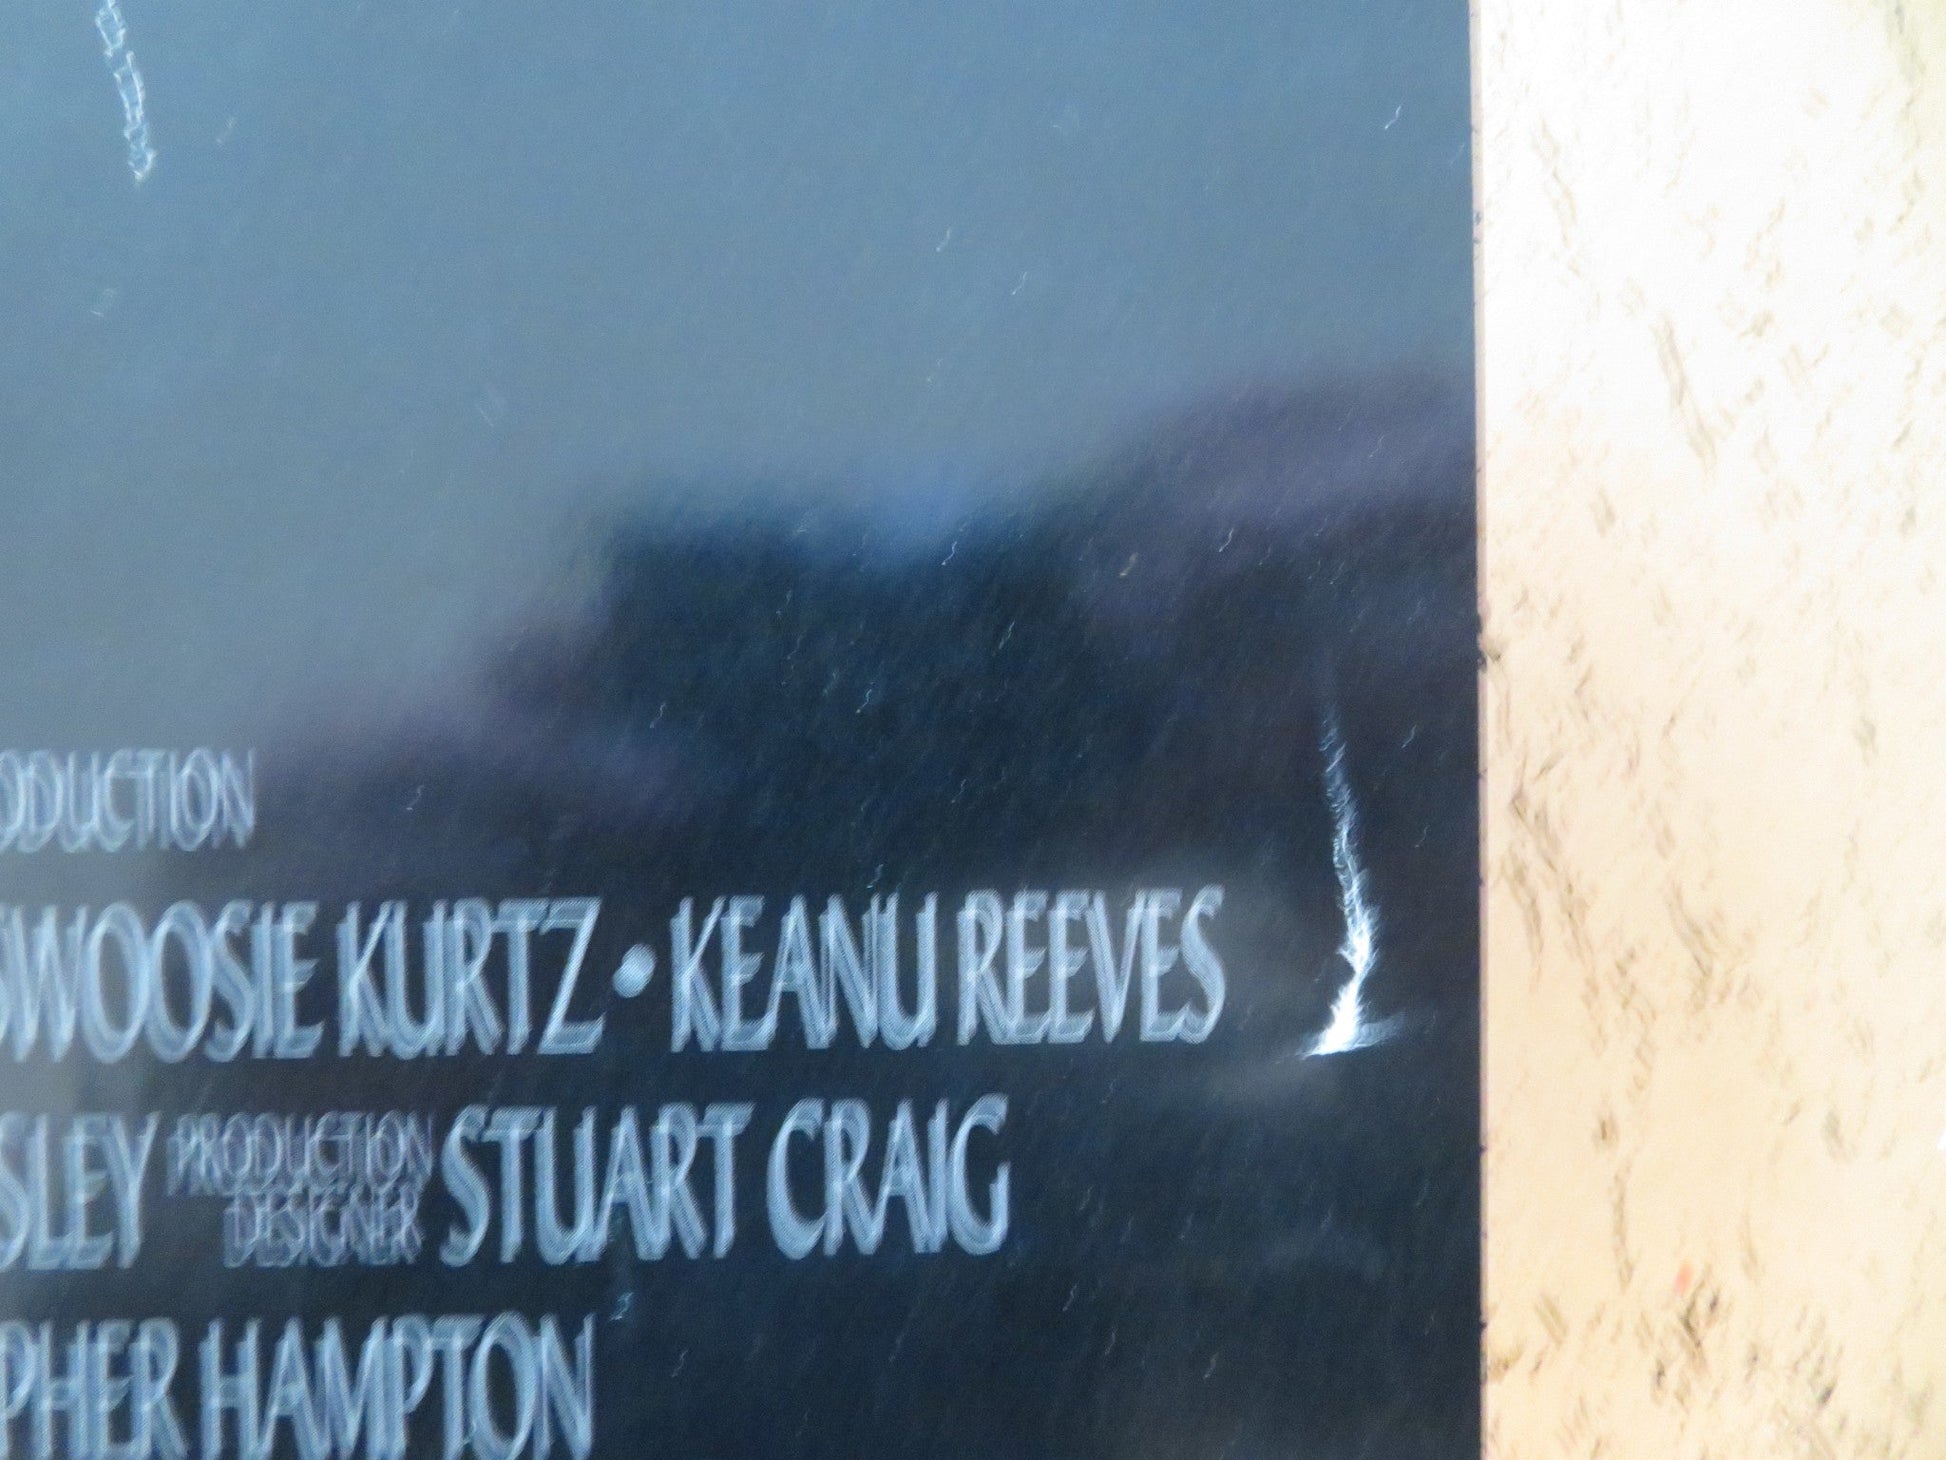 ODUCTION
SWOOSIE KURTZ • KEANU REEVES
SLEY PRODUCTION DESIGNER STUART CRAIG
PHER HAMPTON